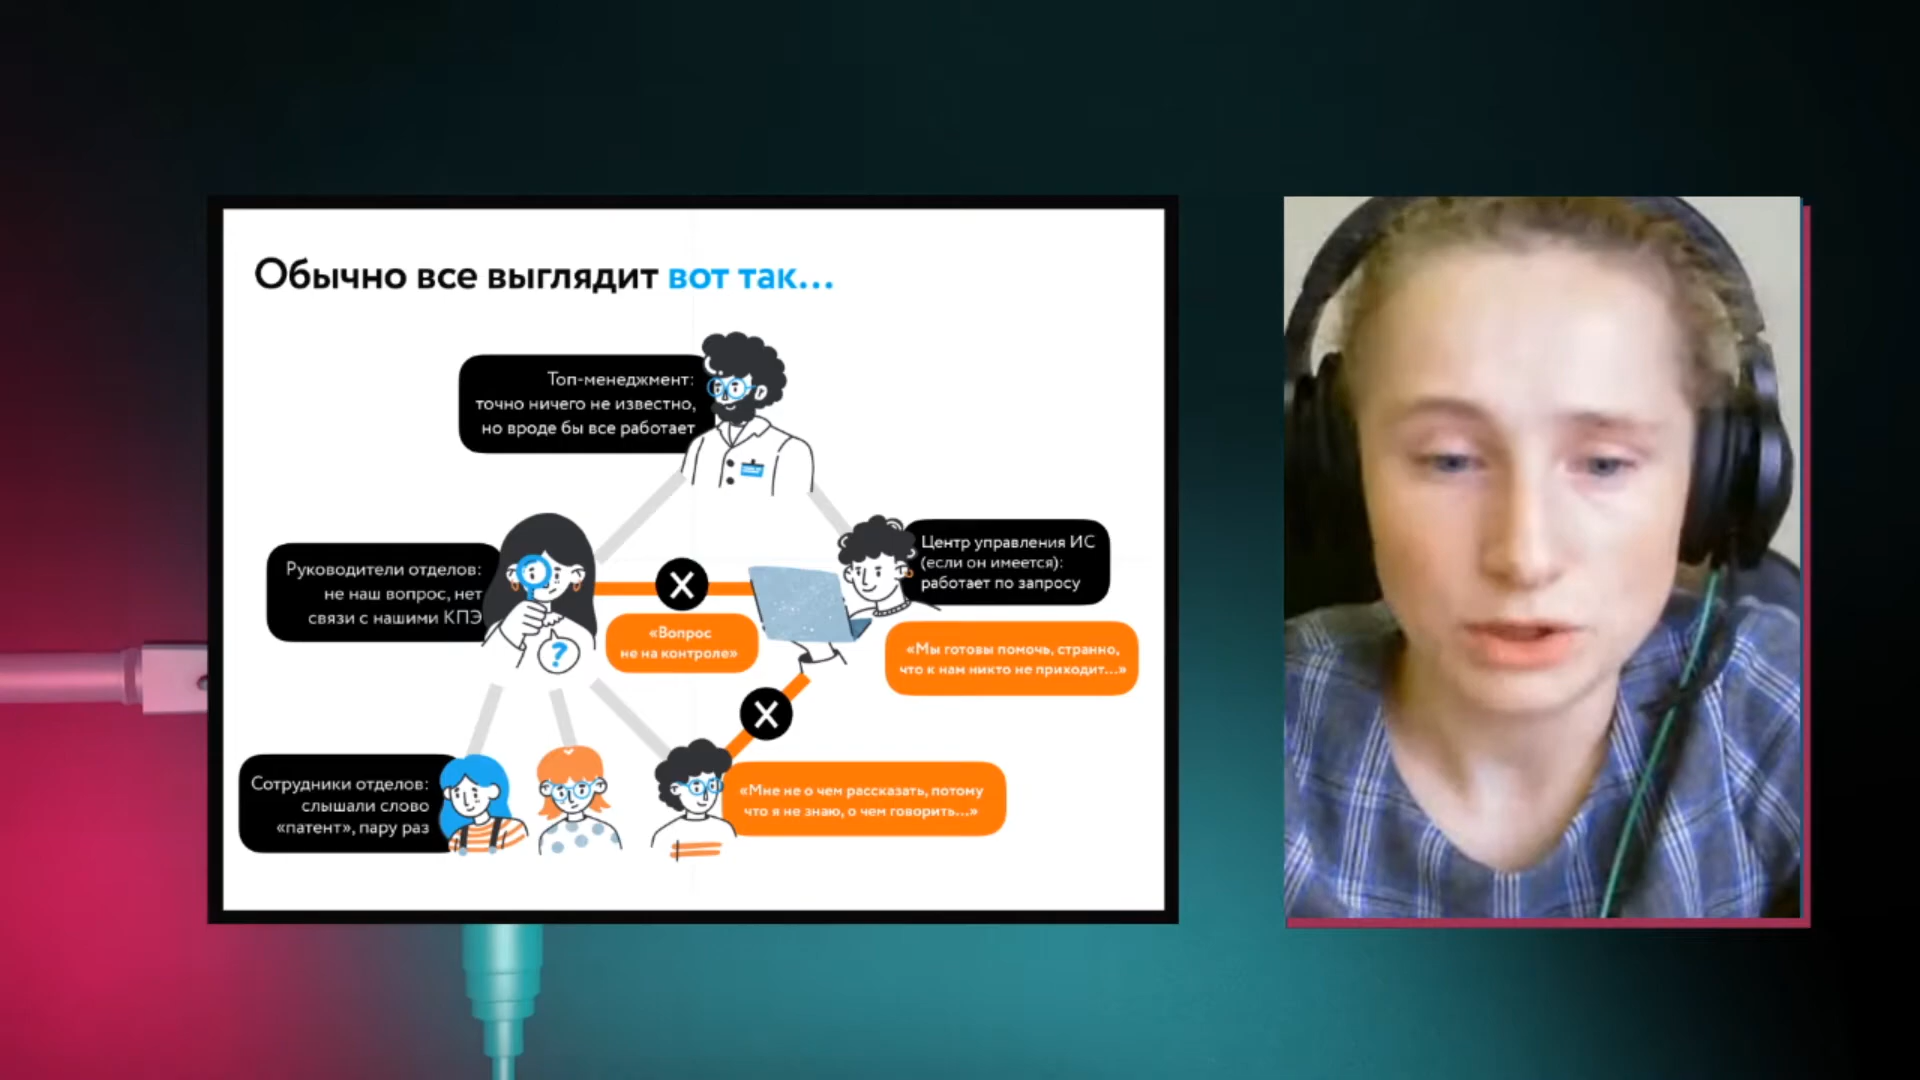 Обычно все выглядит вот так...
Топ-менеджмент:
точно ничего не известно,
но вроде бы все работает
Руководители отделов:
не наш вопрос, нет
связи с нашими КПЭ
?
X
«Вопрос
не на контроле»
Центр управления ИС
(если он имеется):
работает по запросу
«Мы готовы помочь, странно,
что к нам никто не приходит...»
X
Сотрудники отделов:
слышали слово
«патент», пару раз
«Мне не о чем рассказать, потому
что я не знаю, о чем говорить...»